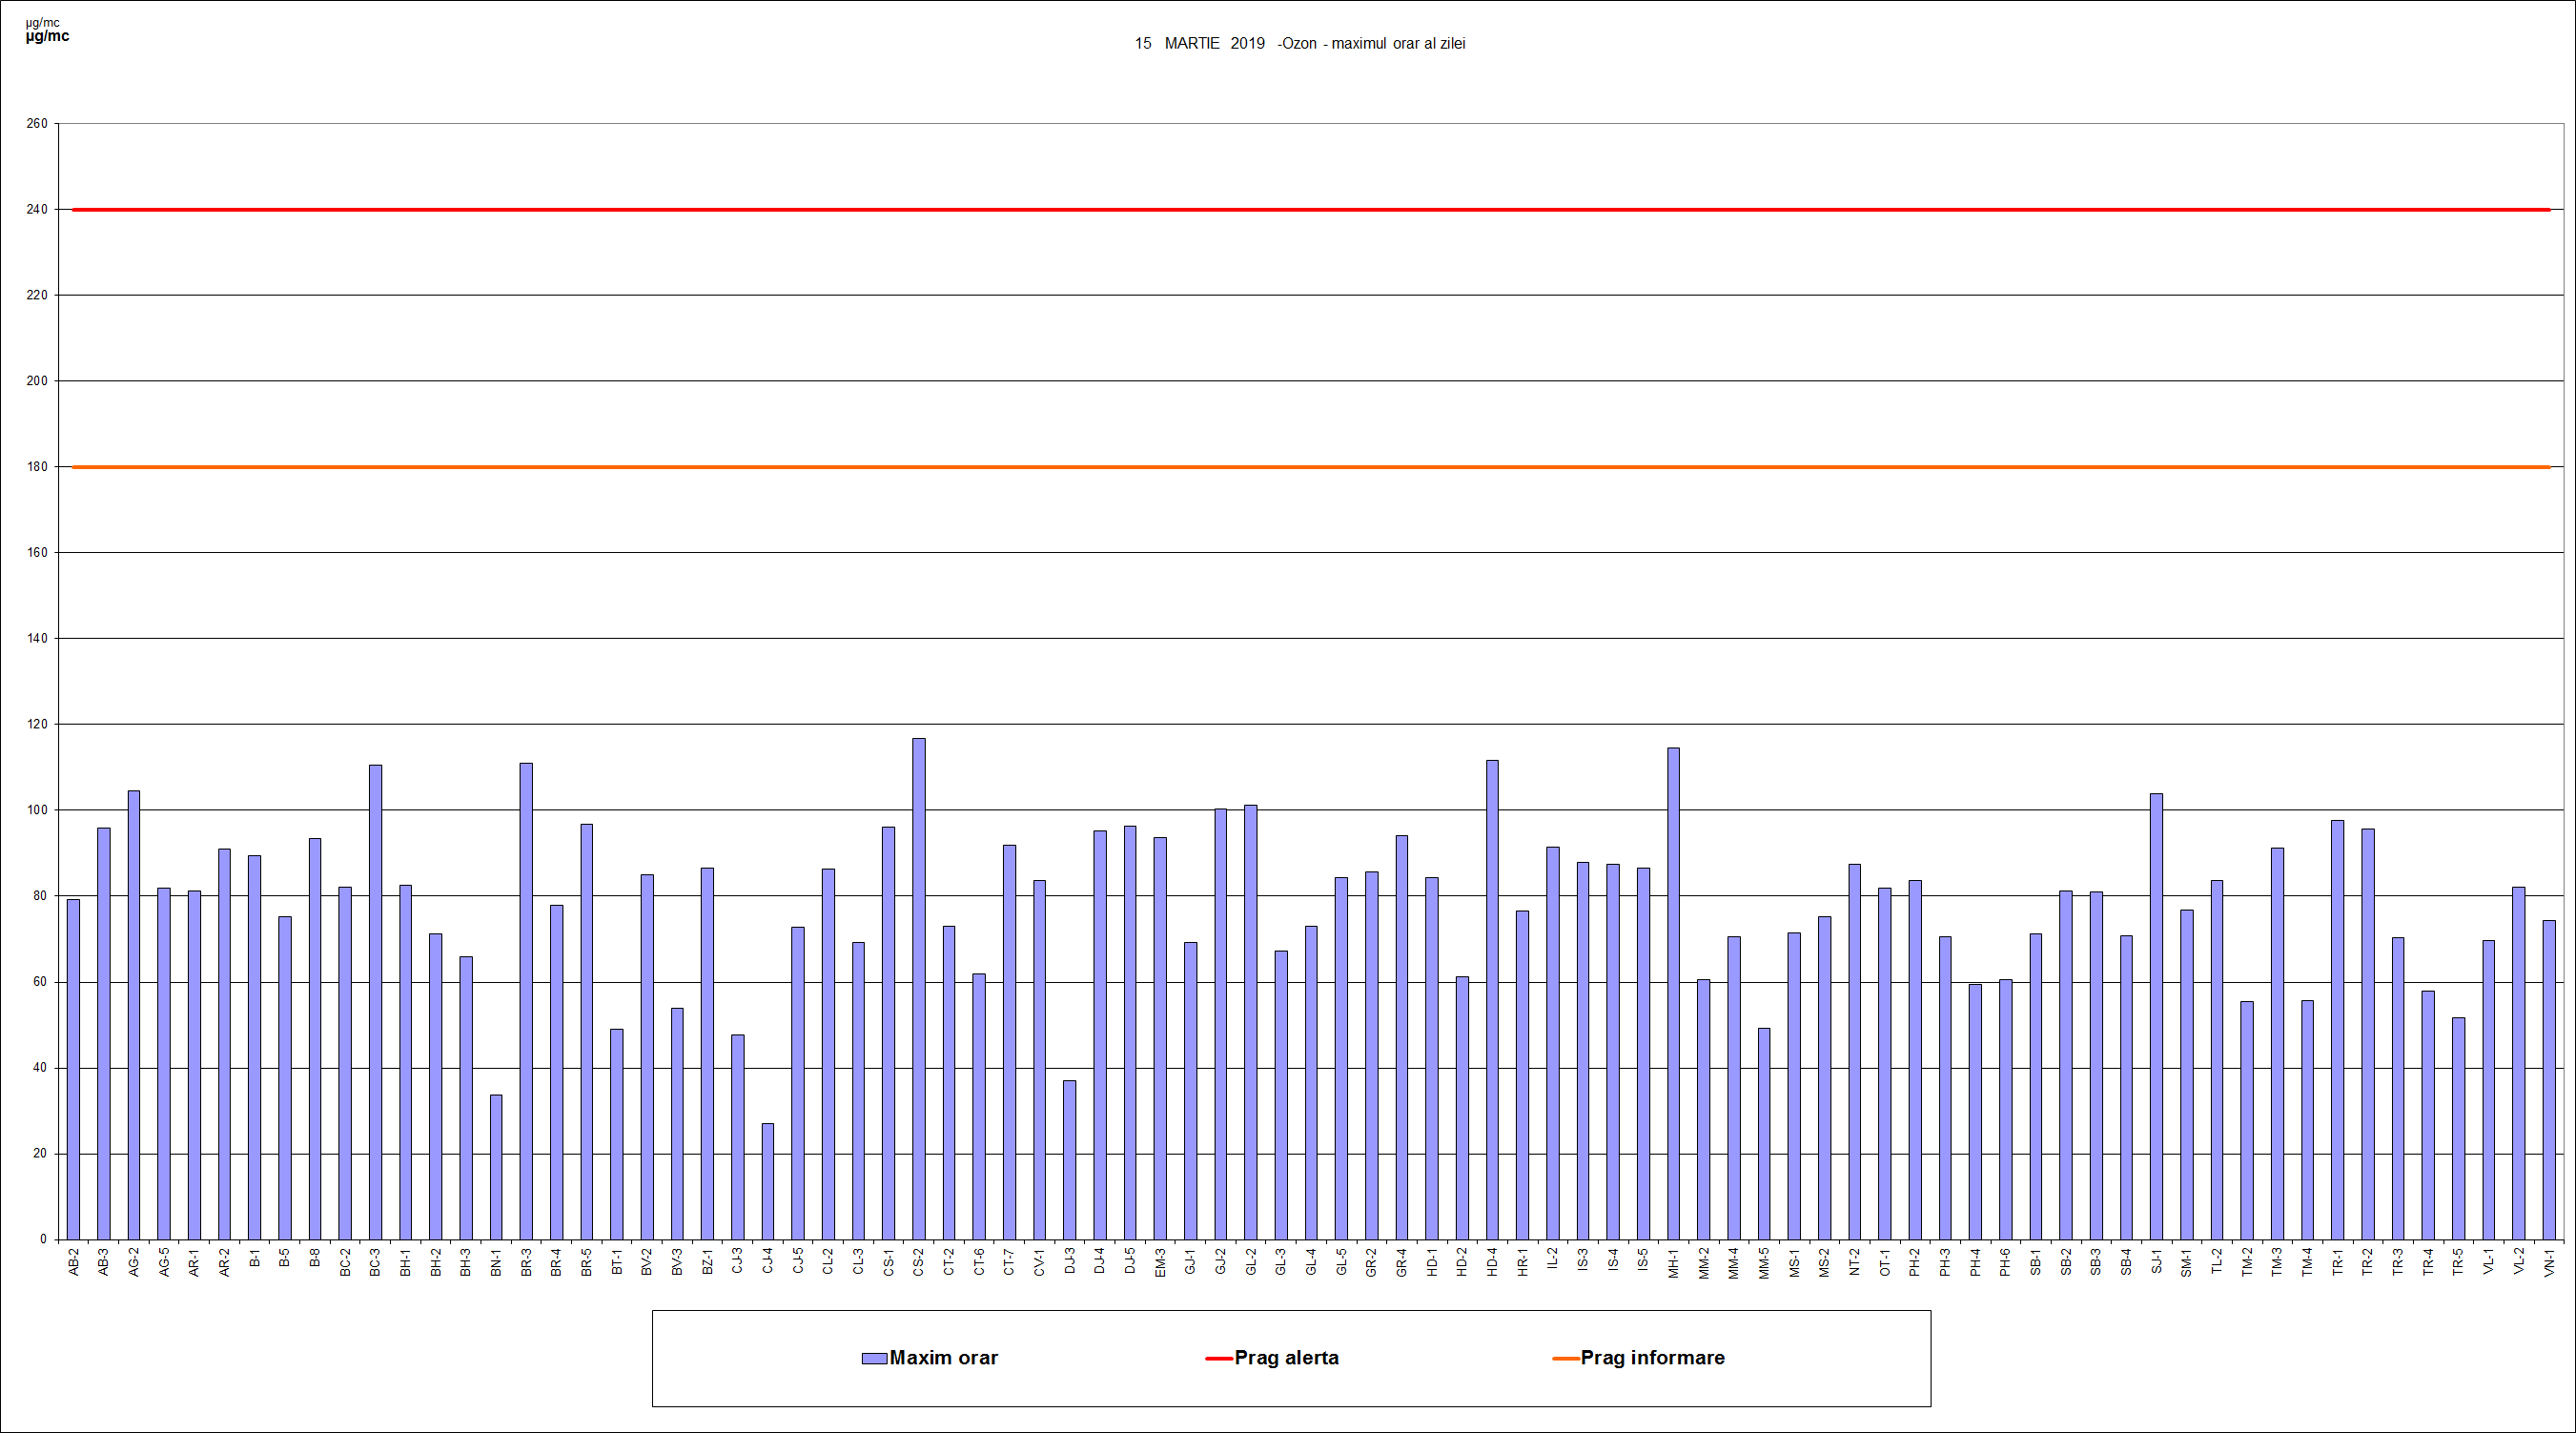 µg/mc
µg/mc
15 MARTIE 2019 -Ozon - maximul orar al zilei
260
240
220
200
180
160
140
120
100
80
60
40
20
0
AB-2 AB-3 AG-2 AG-5 AR-1 AR-2 B-1 B-5 B-8 BC-2 BC-3 BH-1 BH-2 BH-3 BN-1 BR-3 BR-4 BR-5 BT-1 BV-2 BV-3 BZ-1 CJ-3 CJ-4 CJ-5 CL-2 CL-3 CS-1 CS-2 CT-2 CT-6 CT-7 CV-1 DJ-3 DJ-4 DJ-5 EM-3 GJ-1 GJ-2 GL-2 GL-3 GL-4 GL-5 GR-2 GR-4 HD-1 HD-2 HD-4 HR-1 IL-2 IS-3 IS-4 IS-5 MH-1 MM-2 MM-4 MM-5 MS-1 MS-2 NT-2 OT-1 PH-2 PH-3 PH-4 PH-6 SB-1 SB-2 SB-3 SB-4 SJ-1 SM-1 TL-2 TM-2 TM-3 TM-4 TR-1 TR-2 TR-3 TR-4 TR-5 VL-1 VL-2 VN-1
Maxim orar Prag alerta Prag informare